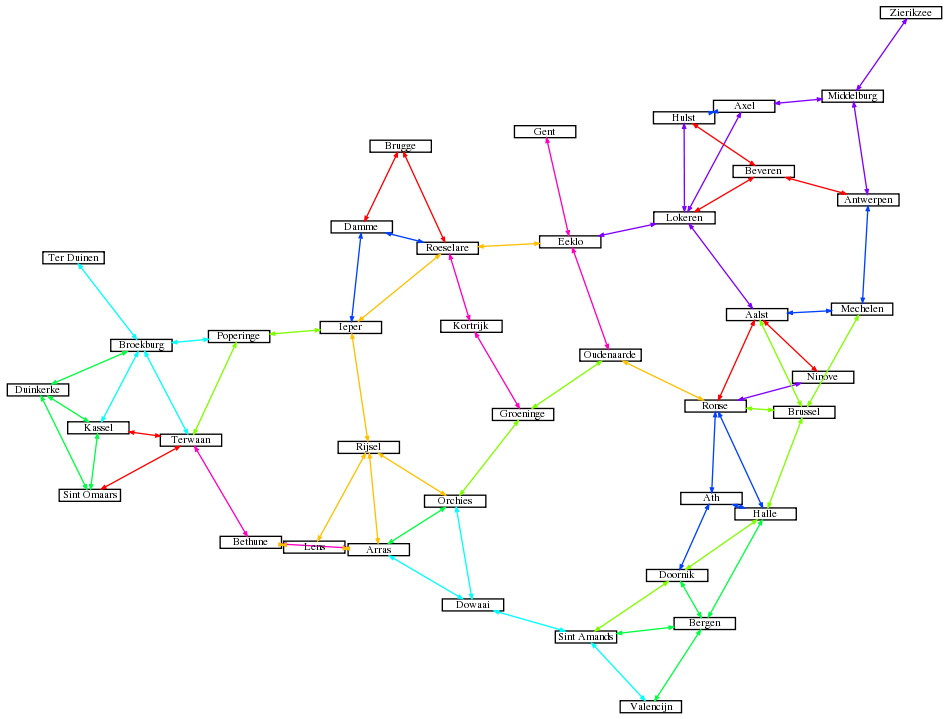 Zierikzee
Middelburg
Axel
Hulst
Gent
Brugge
Beveren
Antwerpen
Lokeren
Damme
Eeklo
Roeselare
Ter Duinen
Mechelen
Aalst
Kortrijk
Ieper
Poperinge
Broekburg
Oudenaarde
Ninove
Duinkerke
Ronse
Brussel
Groeninge
Kassel
Terwaan
Rijsel
Sint Omaars
Ath
Orchies
Halle
Bethune
Lens
Arras
Doornik
Dowaai
Bergen
Sint Amands
Valencijn